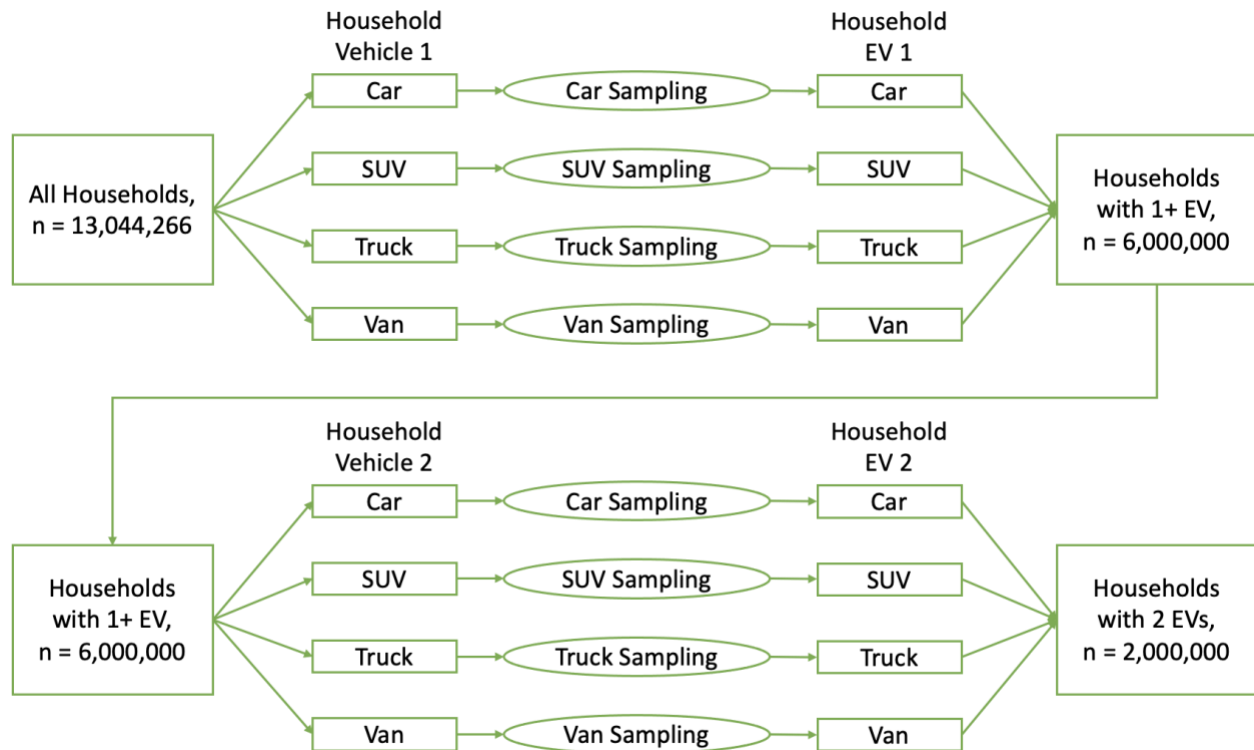 Household
Vehicle 1
Household
EV 1
Car
Car Sampling
Car
SUV
SUV Sampling
SUV
Truck
Truck Sampling
Truck
Van
Van Sampling
Van
All Households,
n = 13,044,266
Households
with 1+ EV,
n = 6,000,000
Household
Vehicle 2
Household
EV 2
Car
Car Sampling
Car
SUV
SUV Sampling
SUV
Truck
Truck Sampling
Truck
Van
Van Sampling
Van
Households
with 1+ EV,
n = 6,000,000
Households
with 2 EVs,
n = 2,000,000